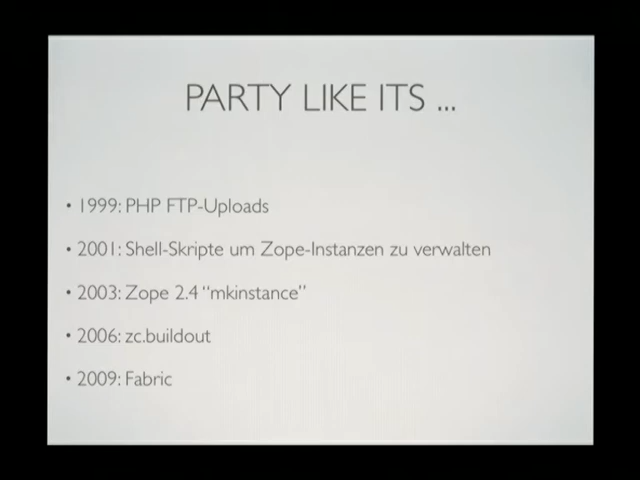 PARTY LIKE ITS ...
• 1999: PHP FTP-Uploads
• 2001: Shell-Skripte um Zope-Instanzen zu verwalten
• 2003: Zope 2.4 “mkinstance”
• 2006: zc.buildout
• 2009: Fabric